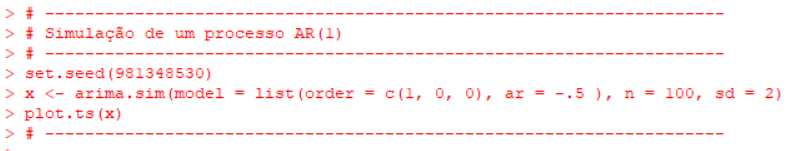 > # --------------------------------------------------------------------
> # Simulação de um processo AR(1)
> # --------------------------------------------------------------------
> set.seed(981348530)
> x <- arima.sim(model = list(order = c(1, 0, 0), ar = -.5 ), n = 100, sd = 2)
> plot.ts(x)
> # --------------------------------------------------------------------
>